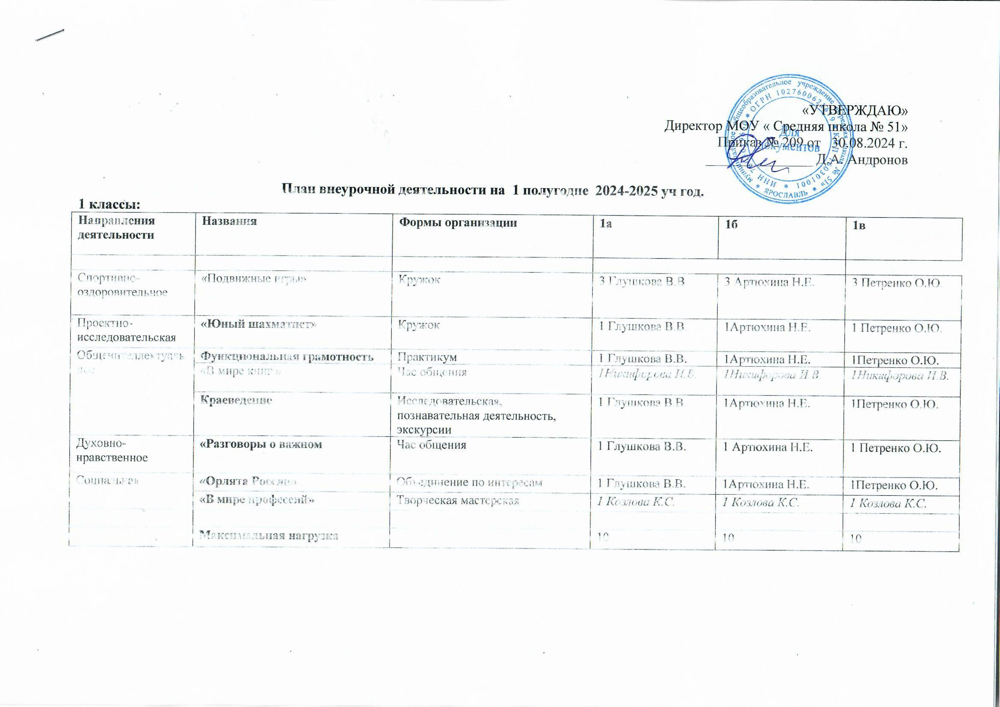 «УТВЕРЖДАЮ»
Директор МОУ « Средняя школа № 51»
Приказ № 209 от 30.08.2024 г.
Д.А. Андронов
Для
документов
ЯРОСЛАВЛЬ
План внеурочной деятельности на 1 полугодие 2024-2025 уч год.
1 классы:
Направления деятельности Названия Формы организации 1а 1б 1в
Спортивно-оздоровительное «Подвижные игры» Кружок 3 Глушкова В.В 3 Артюхина Н.Е. 3 Петренко О.Ю.
Проектно-исследовательская «Юный шахматист» Кружок 1 Глушкова В.В. 1Артюхина Н.Е. 1 Петренко О.Ю.
Общеинтеллектуальное Функциональная грамотность Практикум 1 Глушкова В.В. 1Артюхина Н.Е. 1Петренко О.Ю.
«В мире книг » Час общения 1Никифорова И.В. 1Никифорова И.В. 1Никифорова И.В.
Краеведение Исследовательская, познавательная деятельность, экскурсии 1 Глушкова В.В. 1Артюхина Н.Е. 1Петренко О.Ю.
Духовно-нравственное «Разговоры о важном Час общения 1 Глушкова В.В. 1 Артюхина Н.Е. 1 Петренко О.Ю.
Социальная «Орлята России» Объединение по интересам 1 Глушкова В.В. 1Артюхина Н.Е. 1Петренко О.Ю.
«В мире профессий» Творческая мастерская 1 Козлова К.С. 1 Козлова К.С. 1 Козлова К.С.
Максимальная нагрузка 10 10 10